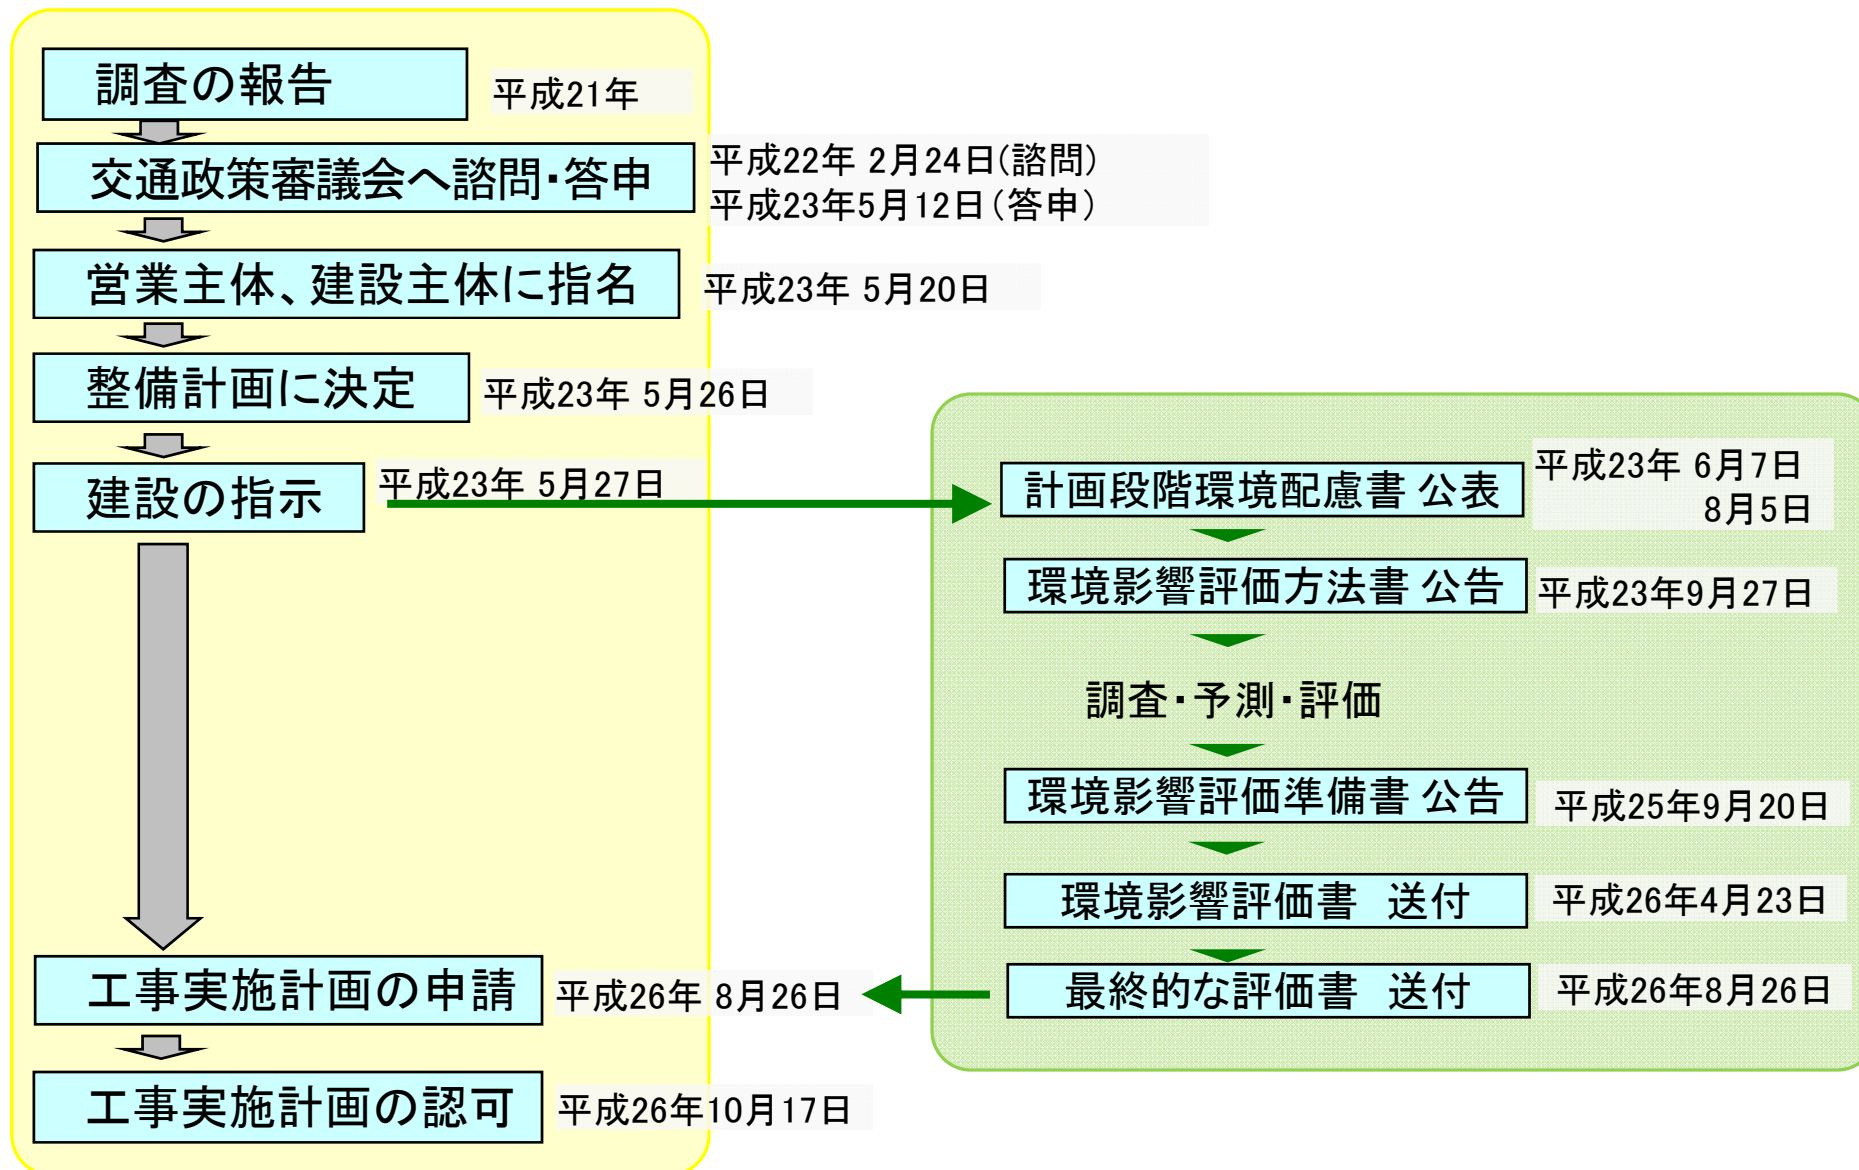 調査の報告
平成21年
交通政策審議会へ諮問・答申
平成22年 2月24日(諮問)
平成23年5月12日(答申)
営業主体、建設主体に指名
平成23年 5月20日
整備計画に決定
平成23年 5月26日
建設の指示
平成23年 5月27日
計画段階環境配慮書 公表
平成23年 6月7日
8月5日
環境影響評価方法書 公告
平成23年9月27日
調査・予測・評価
環境影響評価準備書 公告
平成25年9月20日
環境影響評価書 送付
平成26年4月23日
最終的な評価書 送付
平成26年8月26日
工事実施計画の申請
平成26年 8月26日
工事実施計画の認可
平成26年10月17日